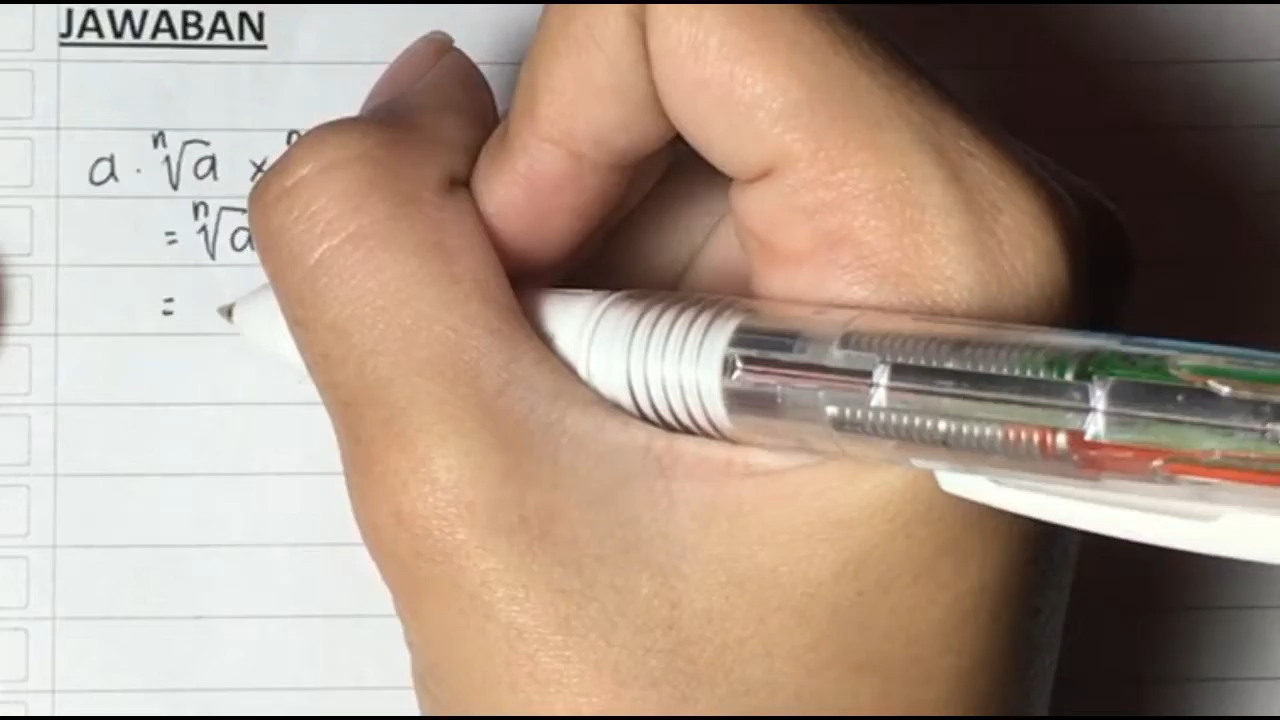 JAWABAN
a · ⁿ√a × ⁿ
= ⁿ√a
=